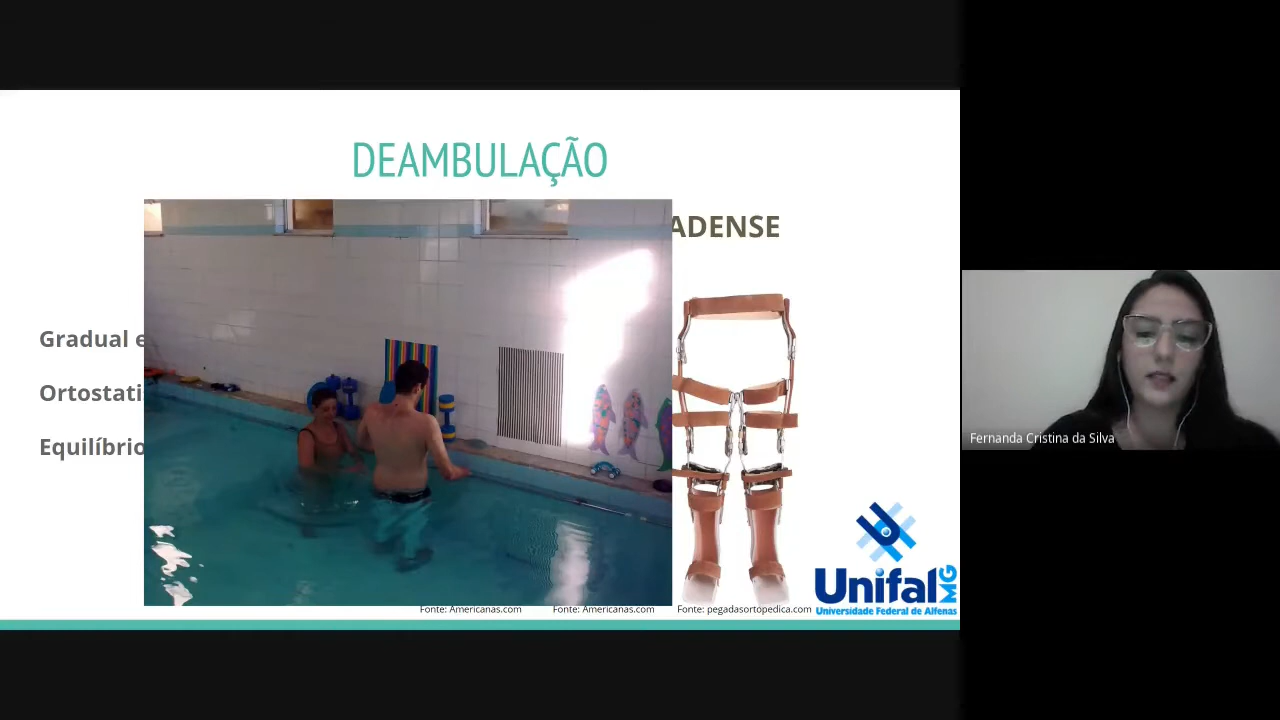 DEAMBULAÇÃO
ADENSE
Gradual e
Ortostati
Equilíbrio
Fonte: Americanas.com
Fonte: Americanas.com
Fonte: pegadasortopedica.com
Unifal MG
Universidade Federal de Alfenas
Fernanda Cristina da Silva